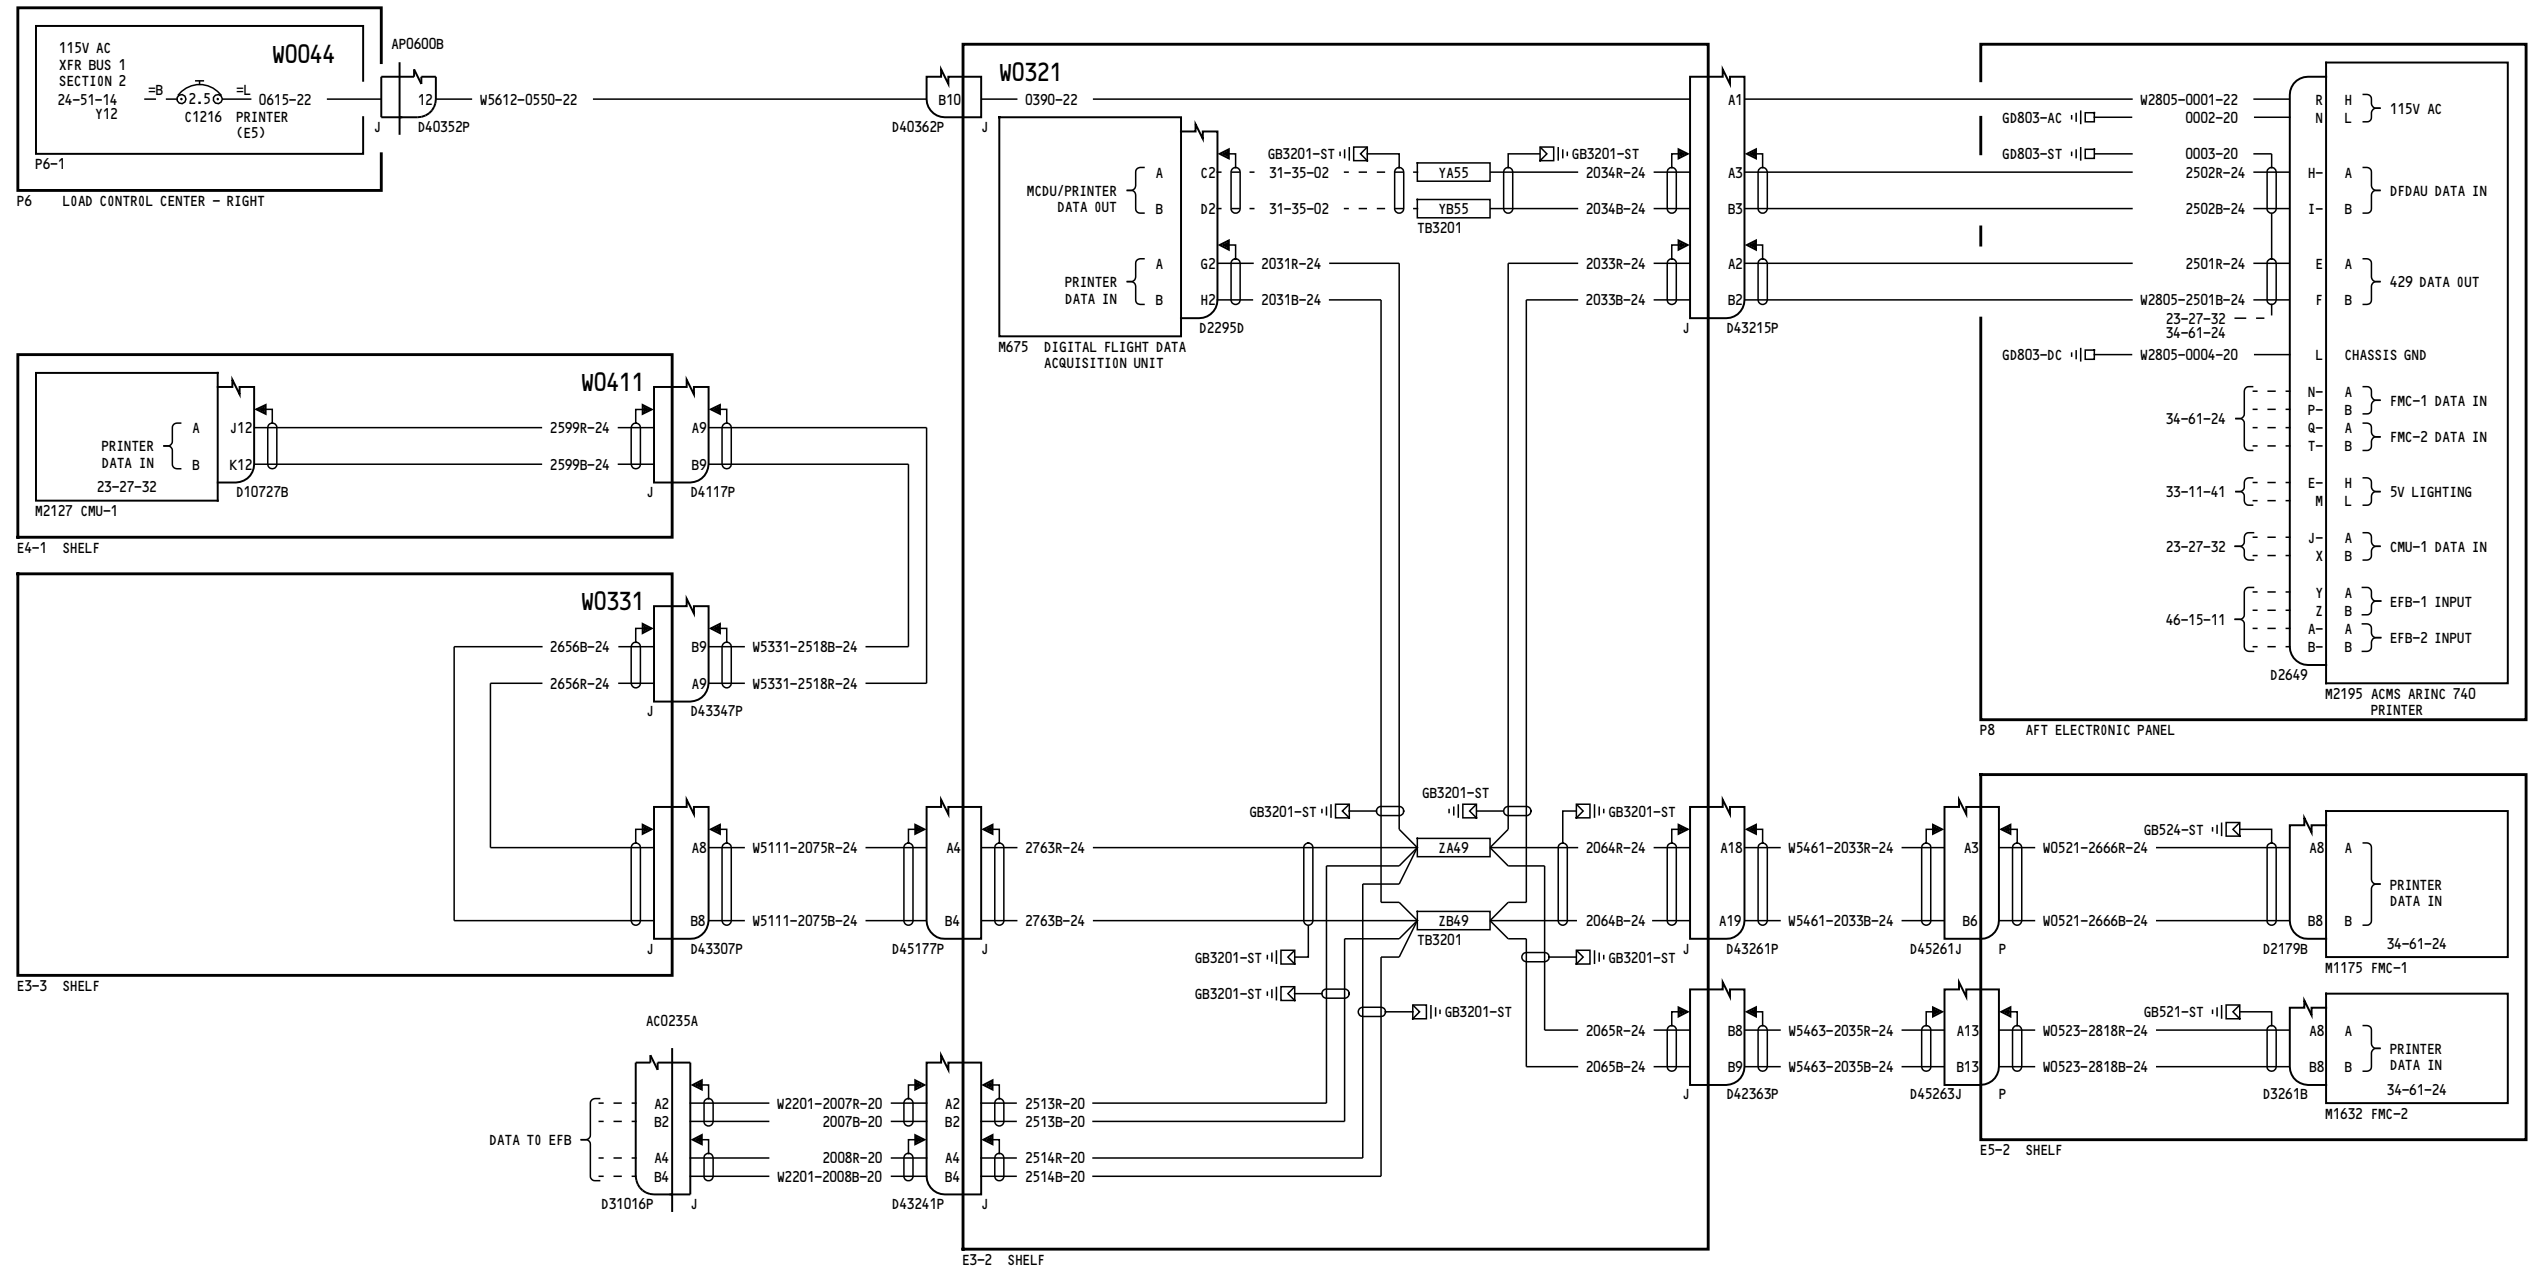 115V AC
XFR BUS 1
SECTION 2
24-51-14
Y12
W0044
=B
2.5
=L
0615-22
C1216
PRINTER
(E5)
P6-1
P6 LOAD CONTROL CENTER - RIGHT
AP0600B
12
J
D40352P
W5612-0550-22
B10
D40362P
J
W0321
0390-22
A1
MCDU/PRINTER
DATA OUT
A
B
C2
D2
31-35-02
31-35-02
GB3201-ST
YA55
YB55
TB3201
GB3201-ST
2034R-24
2034B-24
A3
B3
PRINTER
DATA IN
A
B
G2
H2
2031R-24
2031B-24
2033R-24
2033B-24
A2
B2
D2295D
J
D43215P
M675 DIGITAL FLIGHT DATA
ACQUISITION UNIT
W2805-0001-22
R
H
115V AC
GD803-AC
0002-20
N
L
GD803-ST
0003-20
2502R-24
H-
A
DFDAU DATA IN
2502B-24
I-
B
2501R-24
E
A
429 DATA OUT
W2805-2501B-24
F
B
23-27-32
34-61-24
GD803-DC
W2805-0004-20
L
CHASSIS GND
34-61-24
N-
A
P-
B
FMC-1 DATA IN
Q-
A
T-
B
FMC-2 DATA IN
33-11-41
E-
H
M
L
5V LIGHTING
23-27-32
J-
A
X
B
CMU-1 DATA IN
46-15-11
Y
A
Z
B
EFB-1 INPUT
A-
A
B-
B
EFB-2 INPUT
D2649
M2195 ACMS ARINC 740
PRINTER
P8 AFT ELECTRONIC PANEL
W0411
PRINTER
DATA IN
A
B
J12
K12
23-27-32
D10727B
M2127 CMU-1
2599R-24
2599B-24
A9
B9
J
D4117P
E4-1 SHELF
W0331
2656B-24
2656R-24
B9
A9
J
D43347P
W5331-2518B-24
W5331-2518R-24
A8
B8
J
D43307P
W5111-2075R-24
W5111-2075B-24
A4
B4
D45177P
J
E3-3 SHELF
2763R-24
2763B-24
GB3201-ST
GB3201-ST
GB3201-ST
ZA49
ZB49
TB3201
GB3201-ST
GB3201-ST
GB3201-ST
GB3201-ST
2064R-24
2064B-24
A18
A19
J
D43261P
W5461-2033R-24
W5461-2033B-24
A3
B6
D45261J
P
W0521-2666R-24
W0521-2666B-24
GB524-ST
A8
A
B8
B
PRINTER
DATA IN
34-61-24
D2179B
M1175 FMC-1
2065R-24
2065B-24
B8
B9
J
D42363P
W5463-2035R-24
W5463-2035B-24
A13
B13
D45263J
P
W0523-2818R-24
W0523-2818B-24
GB521-ST
A8
A
B8
B
PRINTER
DATA IN
34-61-24
D3261B
M1632 FMC-2
E5-2 SHELF
AC0235A
DATA TO EFB
A2
B2
A4
B4
D31016P
J
W2201-2007R-20
2007B-20
2008R-20
W2201-2008B-20
A2
B2
A4
B4
D43241P
J
2513R-20
2513B-20
2514R-20
2514B-20
E3-2 SHELF